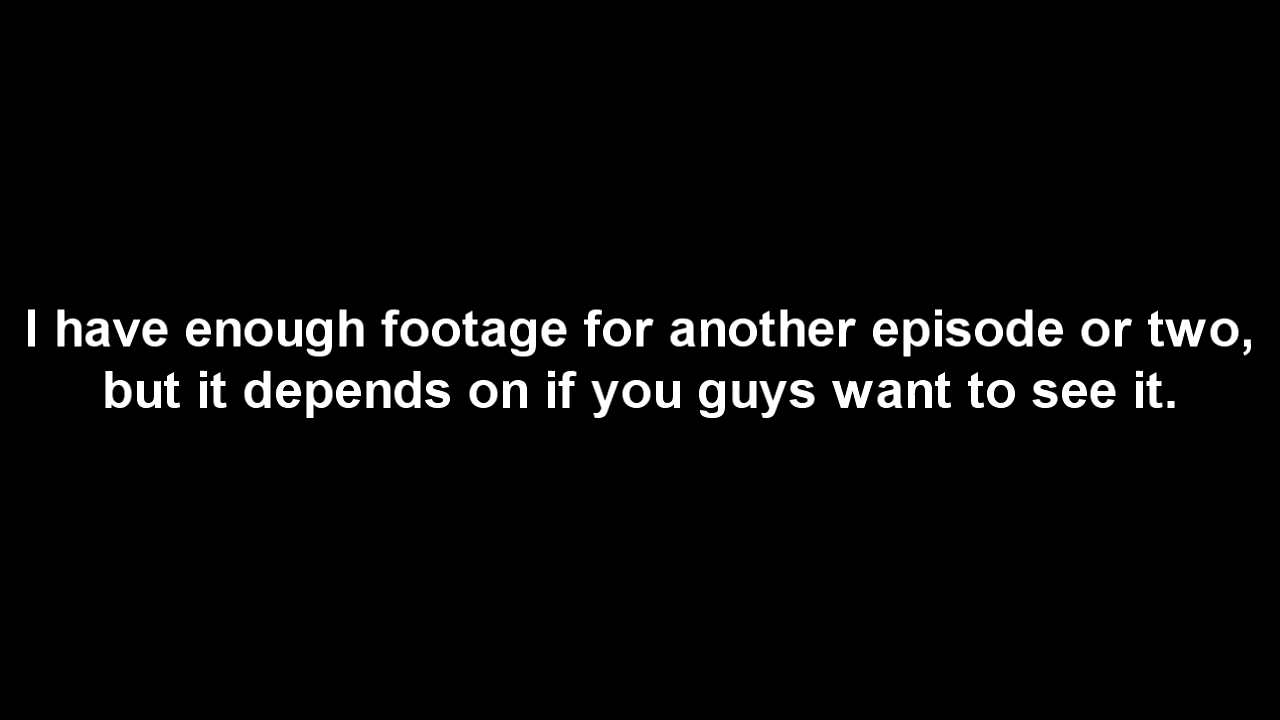 I have enough footage for another episode or two,
but it depends on if you guys want to see it.